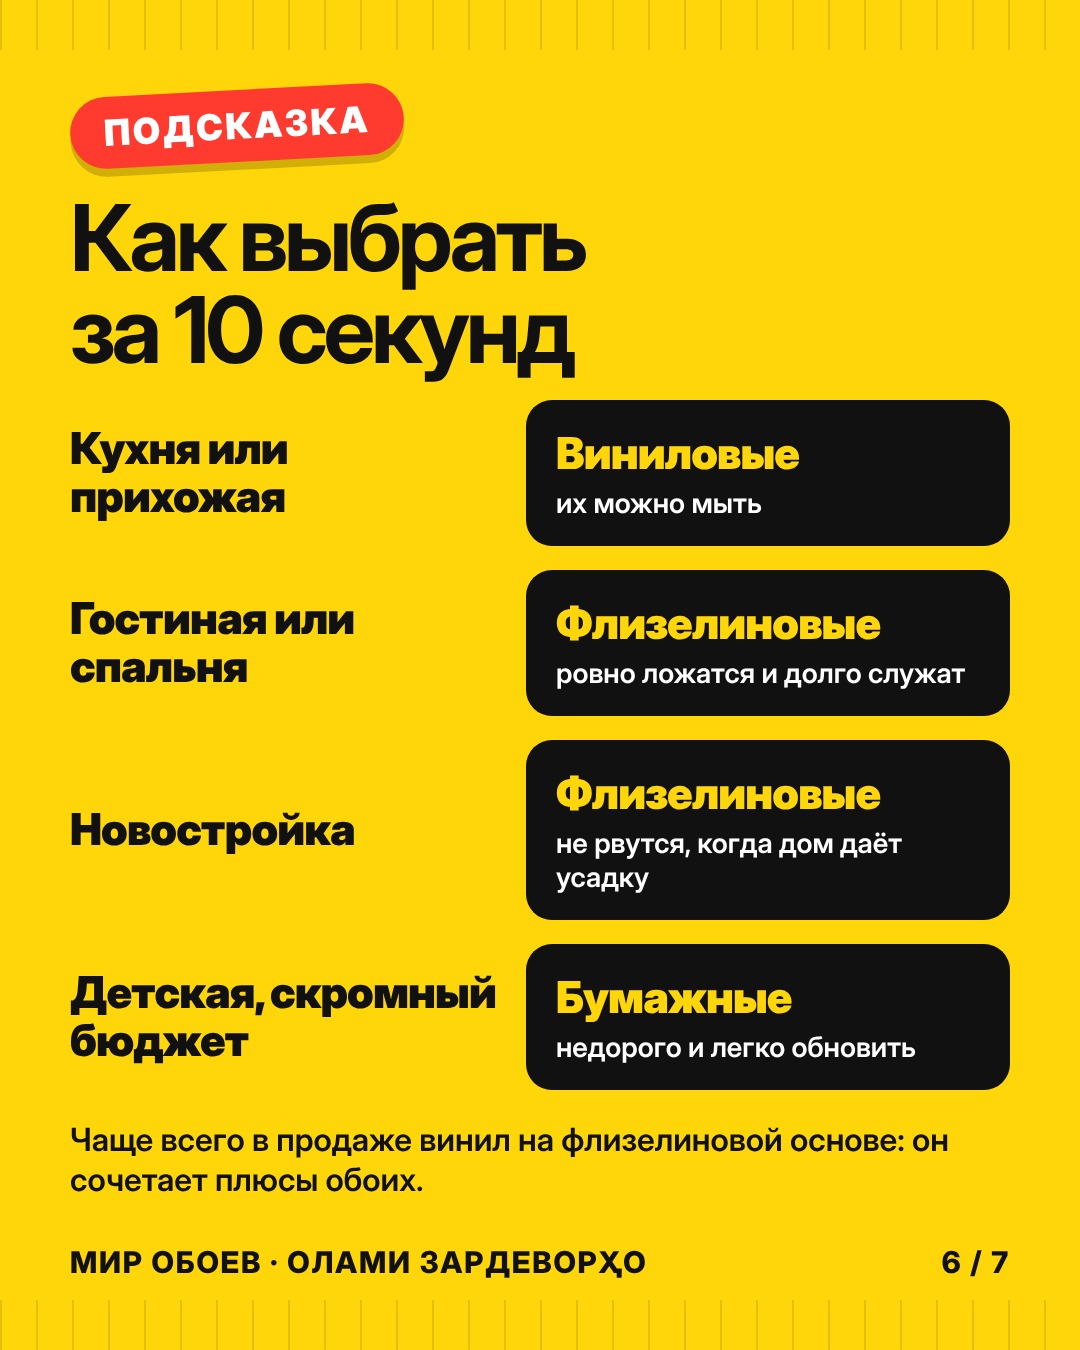 ПОДСКАЗКА
Как выбрать
за 10 секунд
Кухня или
прихожая
Виниловые
их можно мыть
Гостиная или
спальня
Флизелиновые
ровно ложатся и долго служат
Новостройка
Флизелиновые
не рвутся, когда дом даёт
усадку
Детская, скромный
бюджет
Бумажные
недорого и легко обновить
Чаще всего в продаже винил на флизелиновой основе: он
сочетает плюсы обоих.
МИР ОБОЕВ · ОЛАМИ ЗАРДЕВОРҲО
6 / 7